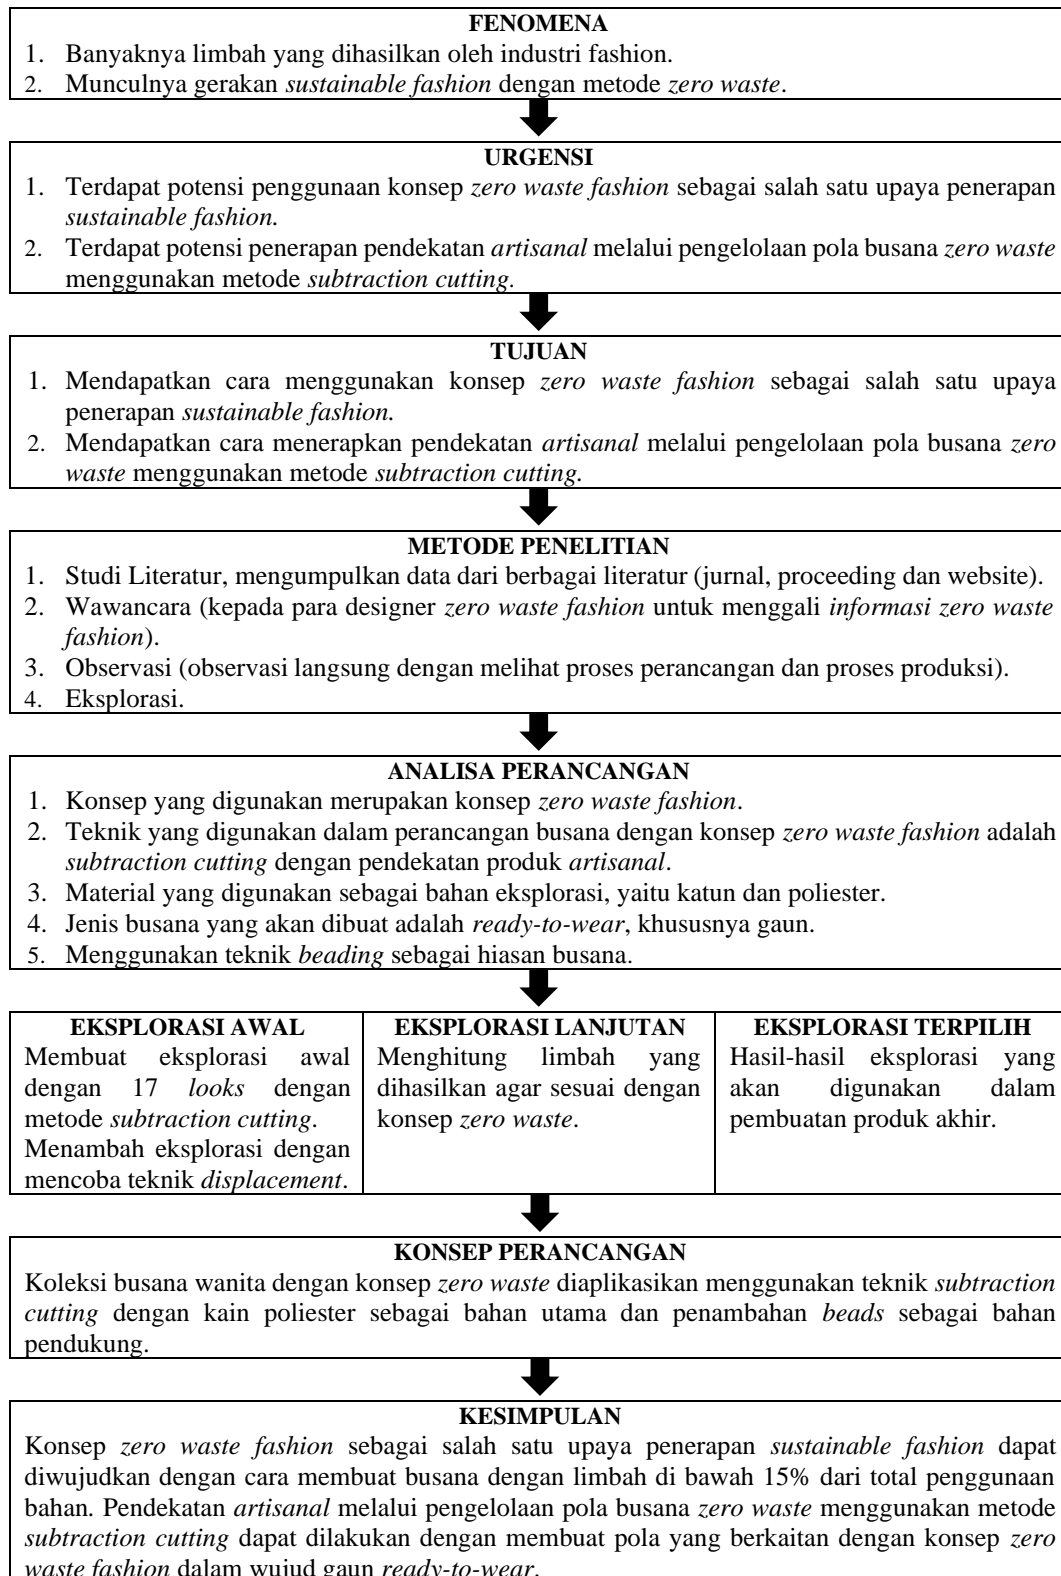 FENOMENA
1. Banyaknya limbah yang dihasilkan oleh industri fashion.
2. Munculnya gerakan sustainable fashion dengan metode zero waste.
URGENSI
1. Terdapat potensi penggunaan konsep zero waste fashion sebagai salah satu upaya penerapan
sustainable fashion.
2. Terdapat potensi penerapan pendekatan artisanal melalui pengelolaan pola busana zero waste
menggunakan metode subtraction cutting.
TUJUAN
1. Mendapatkan cara menggunakan konsep zero waste fashion sebagai salah satu upaya
penerapan sustainable fashion.
2. Mendapatkan cara menerapkan pendekatan artisanal melalui pengelolaan pola busana zero
waste menggunakan metode subtraction cutting.
METODE PENELITIAN
1. Studi Literatur, mengumpulkan data dari berbagai literatur (jurnal, proceeding dan website).
2. Wawancara (kepada para designer zero waste fashion untuk menggali informasi zero waste
fashion).
3. Observasi (observasi langsung dengan melihat proses perancangan dan proses produksi).
4. Eksplorasi.
ANALISA PERANCANGAN
1. Konsep yang digunakan merupakan konsep zero waste fashion.
2. Teknik yang digunakan dalam perancangan busana dengan konsep zero waste fashion adalah
subtraction cutting dengan pendekatan produk artisanal.
3. Material yang digunakan sebagai bahan eksplorasi, yaitu katun dan poliester.
4. Jenis busana yang akan dibuat adalah ready-to-wear, khususnya gaun.
5. Menggunakan teknik beading sebagai hiasan busana.
EKSPLORASI AWAL
Membuat eksplorasi awal
dengan 17 looks dengan
metode subtraction cutting.
Menambah eksplorasi dengan
mencoba teknik displacement.
EKSPLORASI LANJUTAN
Menghitung limbah yang
dihasilkan agar sesuai dengan
konsep zero waste.
EKSPLORASI TERPILIH
Hasil-hasil eksplorasi yang
akan digunakan dalam
pembuatan produk akhir.
KONSEP PERANCANGAN
Koleksi busana wanita dengan konsep zero waste diaplikasikan menggunakan teknik subtraction
cutting dengan kain poliester sebagai bahan utama dan penambahan beads sebagai bahan
pendukung.
KESIMPULAN
Konsep zero waste fashion sebagai salah satu upaya penerapan sustainable fashion dapat
diwujudkan dengan cara membuat busana dengan limbah di bawah 15% dari total penggunaan
bahan. Pendekatan artisanal melalui pengelolaan pola busana zero waste menggunakan metode
subtraction cutting dapat dilakukan dengan membuat pola yang berkaitan dengan konsep zero
waste fashion dalam wujud gaun ready-to-wear.